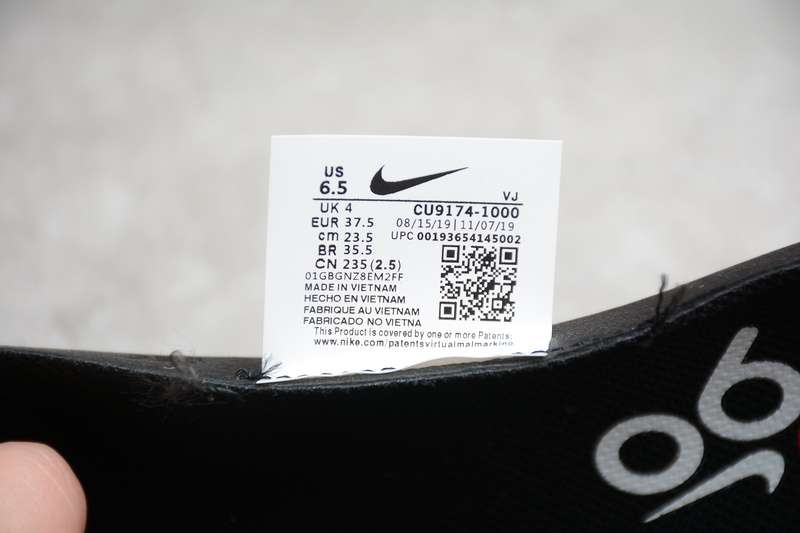 US
6.5
VJ
UK 4
CU9174-1000
EUR 37.5
08/15/19 | 11/07/19
cm 23.5
UPC 00193654145002
BR 35.5
CN 235 (2.5)
01GBGNZ8EM2FF
MADE IN VIETNAM
HECHO EN VIETNAM
FABRIQUE AU VIETNAM
FABRICADO NO VIETNA
This Product is covered by one or more Patents:
www.nike.com/patentsvirtualmalmarking
90